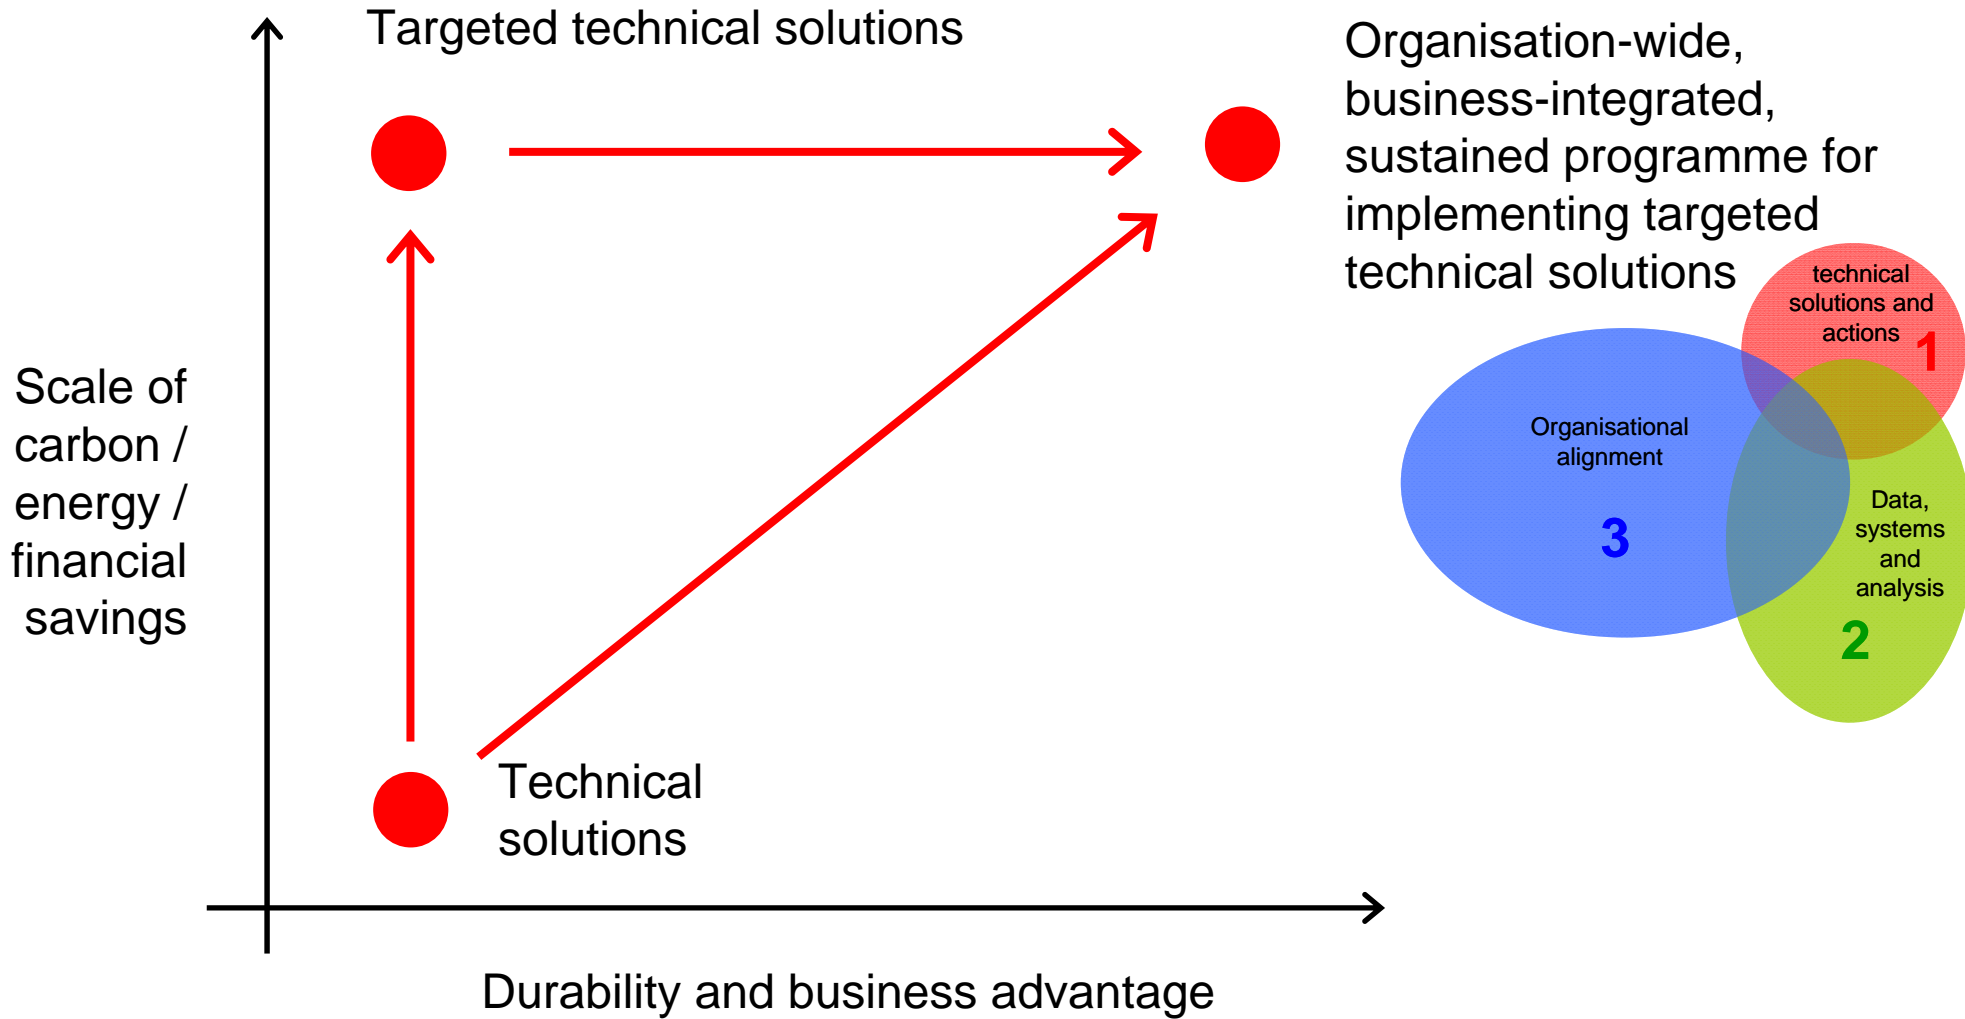 Targeted technical solutions
Organisation-wide,
business-integrated,
sustained programme for
implementing targeted
technical solutions
technical
solutions and
actions
1
Organisational
alignment
3
Data,
systems
and
analysis
2
Scale of
carbon /
energy /
financial
savings
Technical
solutions
Durability and business advantage